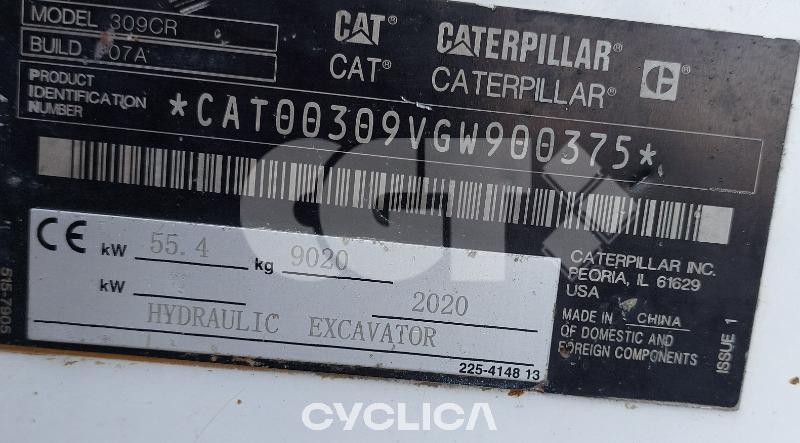 MODEL 309CR
BUILD 07A
CAT® CATERPILLAR®
CAT® CATERPILLAR® C®
PRODUCT
IDENTIFICATION
NUMBER
*CAT00309VGW900375*
CE kW 55.4 kg 9020
kW 2020
HYDRAULIC EXCAVATOR
225-4148 13
CATERPILLAR INC.
PEORIA, IL 61629
USA
MADE IN CHINA
OF DOMESTIC AND
FOREIGN COMPONENTS
ISSUE 1
515-7905
CYCLICA